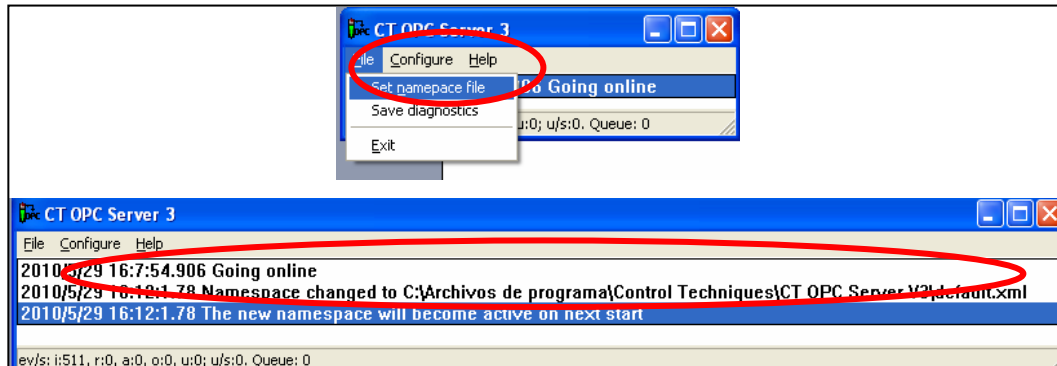 CT OPC Server 3
File Configure Help
Set namepace file
96 Going online
Save diagnostics
u:0; u/s:0. Queue: 0
Exit
CT OPC Server 3
File Configure Help
2010/5/29 16:7:54.906 Going online
2010/5/29 16:12:1.78 Namespace changed to C:\Archivos de programa\Control Techniques\CT OPC Server V3\default.xml
2010/5/29 16:12:1.78 The new namespace will become active on next start
ev/s: i:511, r:0, a:0, o:0, u:0; u/s:0. Queue: 0